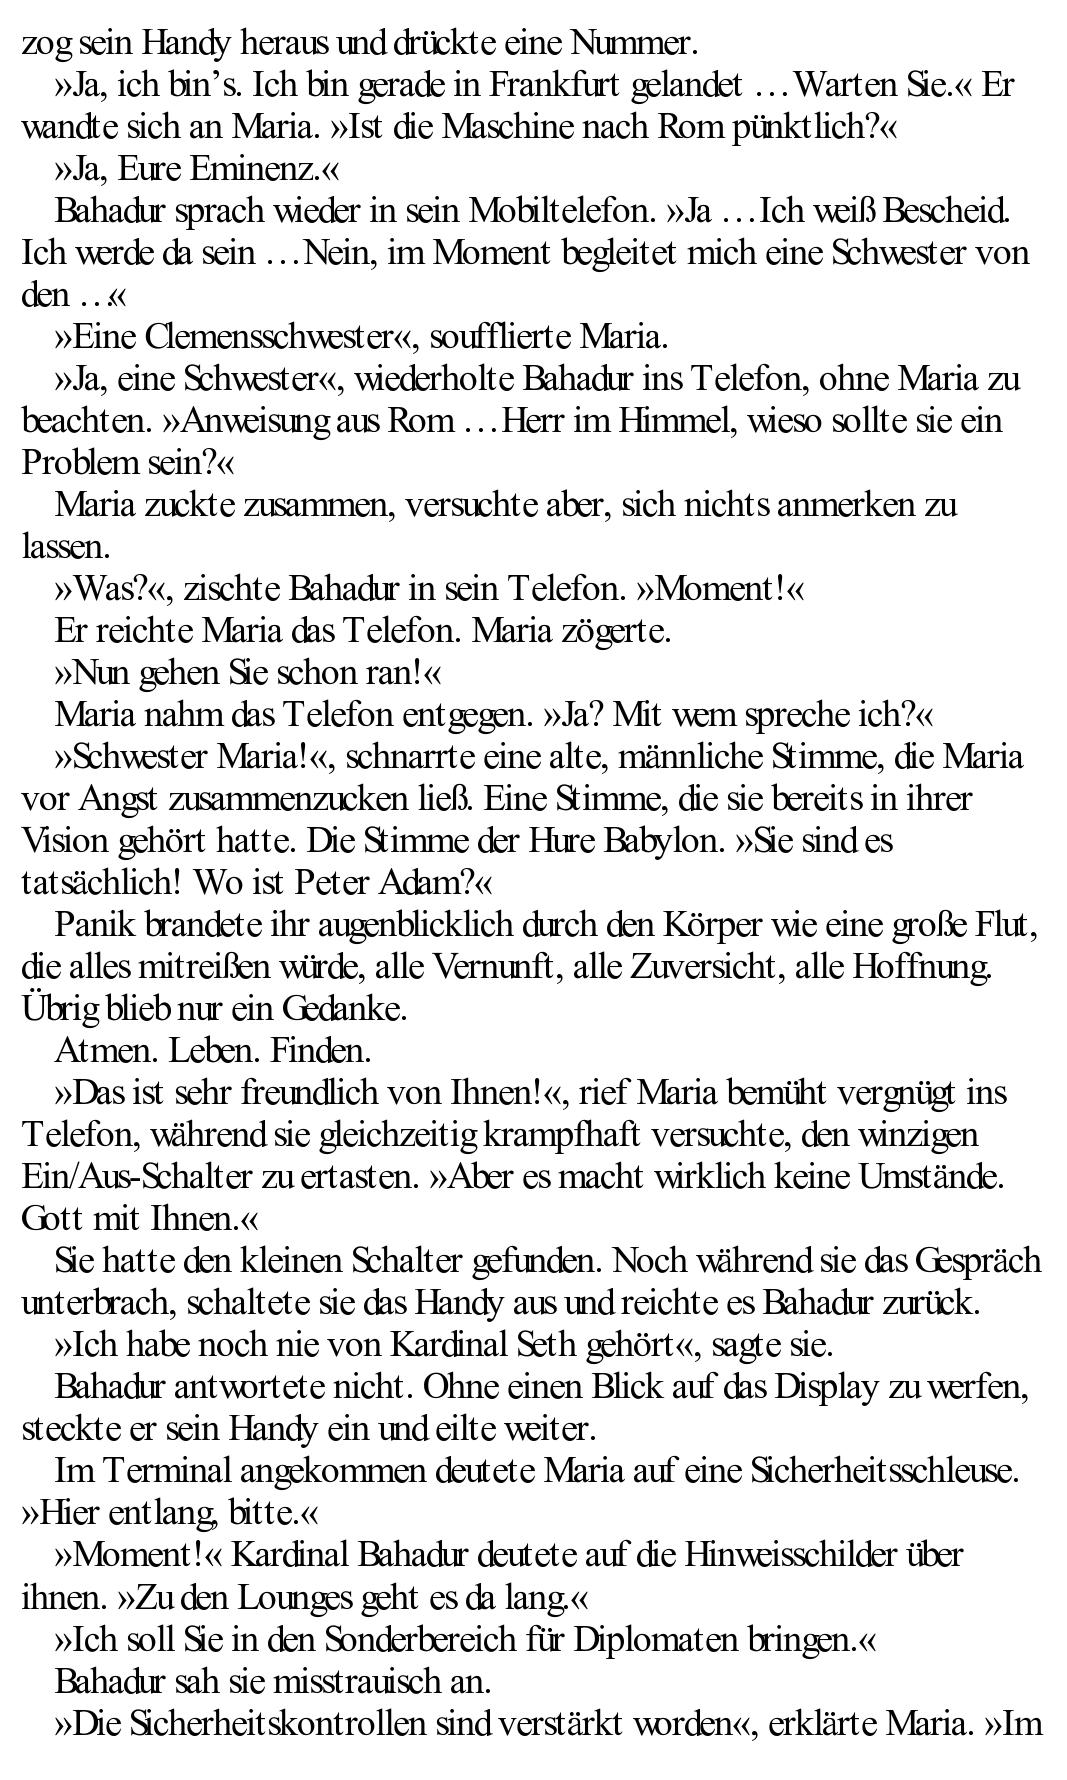 zog sein Handy heraus und drückte eine Nummer.
»Ja, ich bin’s. Ich bin gerade in Frankfurt gelandet … Warten Sie.« Er
wandte sich an Maria. »Ist die Maschine nach Rom pünktlich?«
»Ja, Eure Eminenz.«
Bahadur sprach wieder in sein Mobiltelefon. »Ja … Ich weiß Bescheid.
Ich werde da sein … Nein, im Moment begleitet mich eine Schwester von
den …«
»Eine Clemensschwester«, soufflierte Maria.
»Ja, eine Schwester«, wiederholte Bahadur ins Telefon, ohne Maria zu
beachten. »Anweisung aus Rom … Herr im Himmel, wieso sollte sie ein
Problem sein?«
Maria zuckte zusammen, versuchte aber, sich nichts anmerken zu
lassen.
»Was?«, zischte Bahadur in sein Telefon. »Moment!«
Er reichte Maria das Telefon. Maria zögerte.
»Nun gehen Sie schon ran!«
Maria nahm das Telefon entgegen. »Ja? Mit wem spreche ich?«
»Schwester Maria!«, schnarrte eine alte, männliche Stimme, die Maria
vor Angst zusammenzucken ließ. Eine Stimme, die sie bereits in ihrer
Vision gehört hatte. Die Stimme der Hure Babylon. »Sie sind es
tatsächlich! Wo ist Peter Adam?«
Panik brandete ihr augenblicklich durch den Körper wie eine große Flut,
die alles mitreißen würde, alle Vernunft, alle Zuversicht, alle Hoffnung.
Übrig blieb nur ein Gedanke.
Atmen. Leben. Finden.
»Das ist sehr freundlich von Ihnen!«, rief Maria bemüht vergnügt ins
Telefon, während sie gleichzeitig krampfhaft versuchte, den winzigen
Ein/Aus-Schalter zu ertasten. »Aber es macht wirklich keine Umstände.
Gott mit Ihnen.«
Sie hatte den kleinen Schalter gefunden. Noch während sie das Gespräch
unterbrach, schaltete sie das Handy aus und reichte es Bahadur zurück.
»Ich habe noch nie von Kardinal Seth gehört«, sagte sie.
Bahadur antwortete nicht. Ohne einen Blick auf das Display zu werfen,
steckte er sein Handy ein und eilte weiter.
Im Terminal angekommen deutete Maria auf eine Sicherheitsschleuse.
»Hier entlang, bitte.«
»Moment!« Kardinal Bahadur deutete auf die Hinweisschilder über
ihnen. »Zu den Lounges geht es da lang.«
»Ich soll Sie in den Sonderbereich für Diplomaten bringen.«
Bahadur sah sie misstrauisch an.
»Die Sicherheitskontrollen sind verstärkt worden«, erklärte Maria. »Im